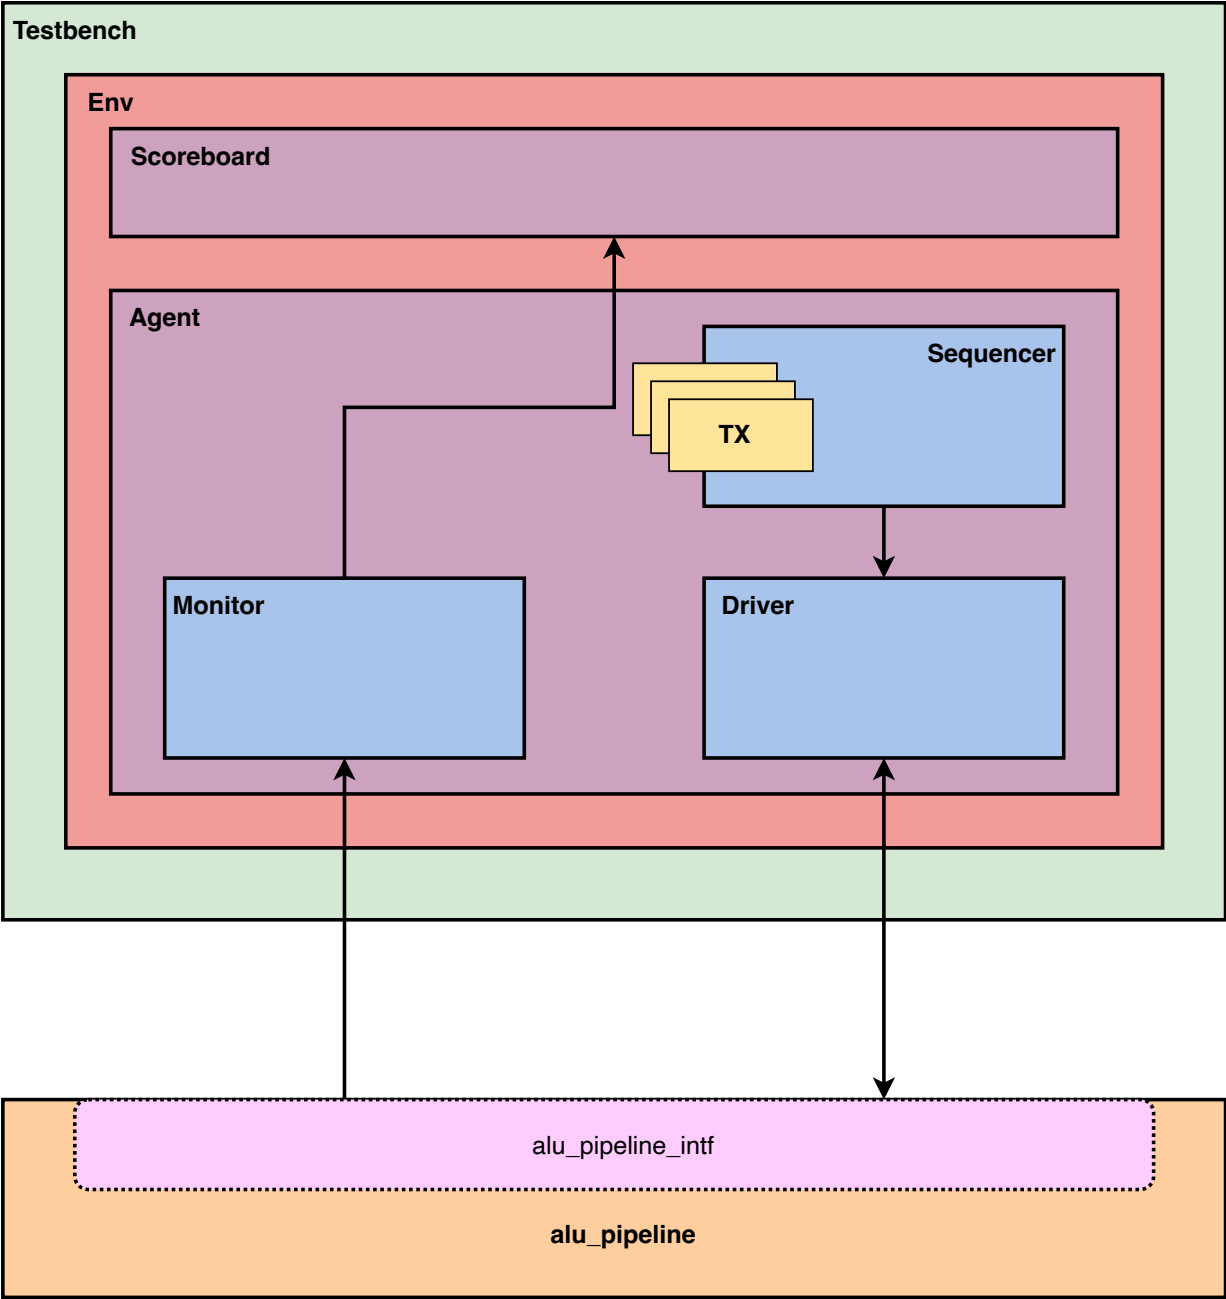 Testbench
Env
Scoreboard
Agent
Sequencer
TX
Monitor
Driver
alu_pipeline_intf
alu_pipeline